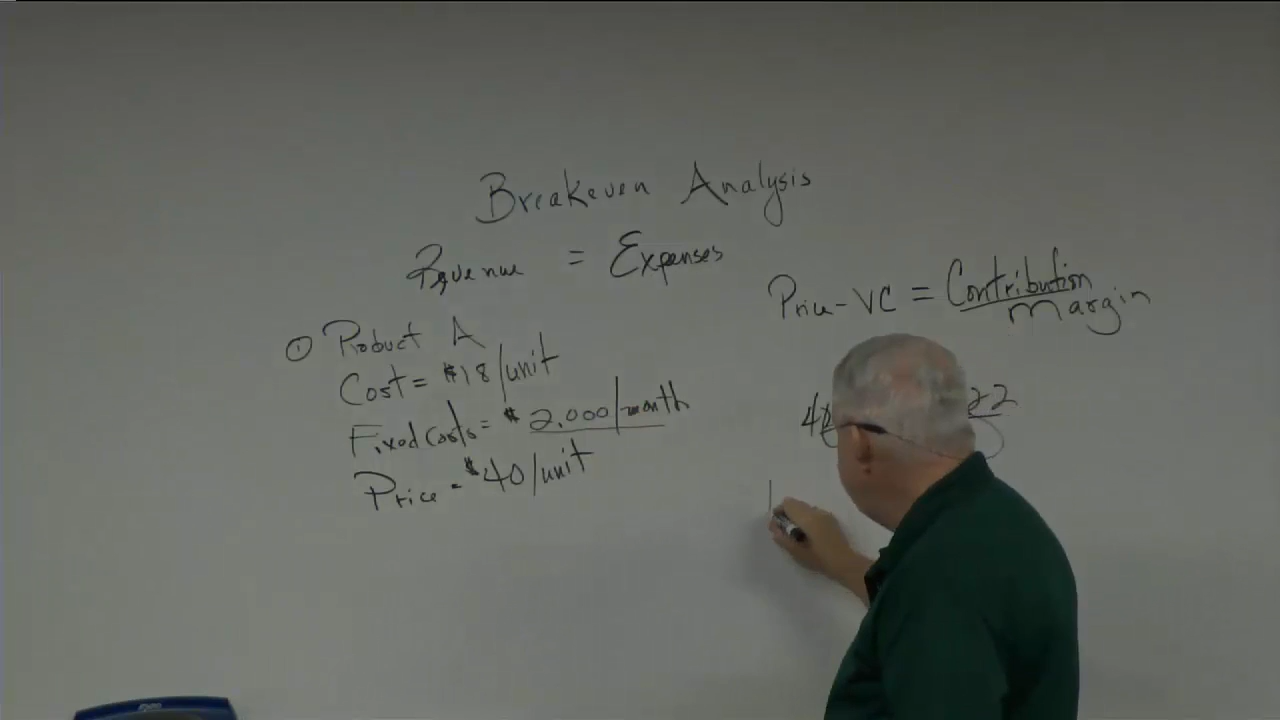 Breakeven Analysis
Revenue = Expenses
Price - VC = Contribution
Margin
① Product A
Cost = $18/unit
Fixed Costs = $2,000/month
Price = $40/unit
22